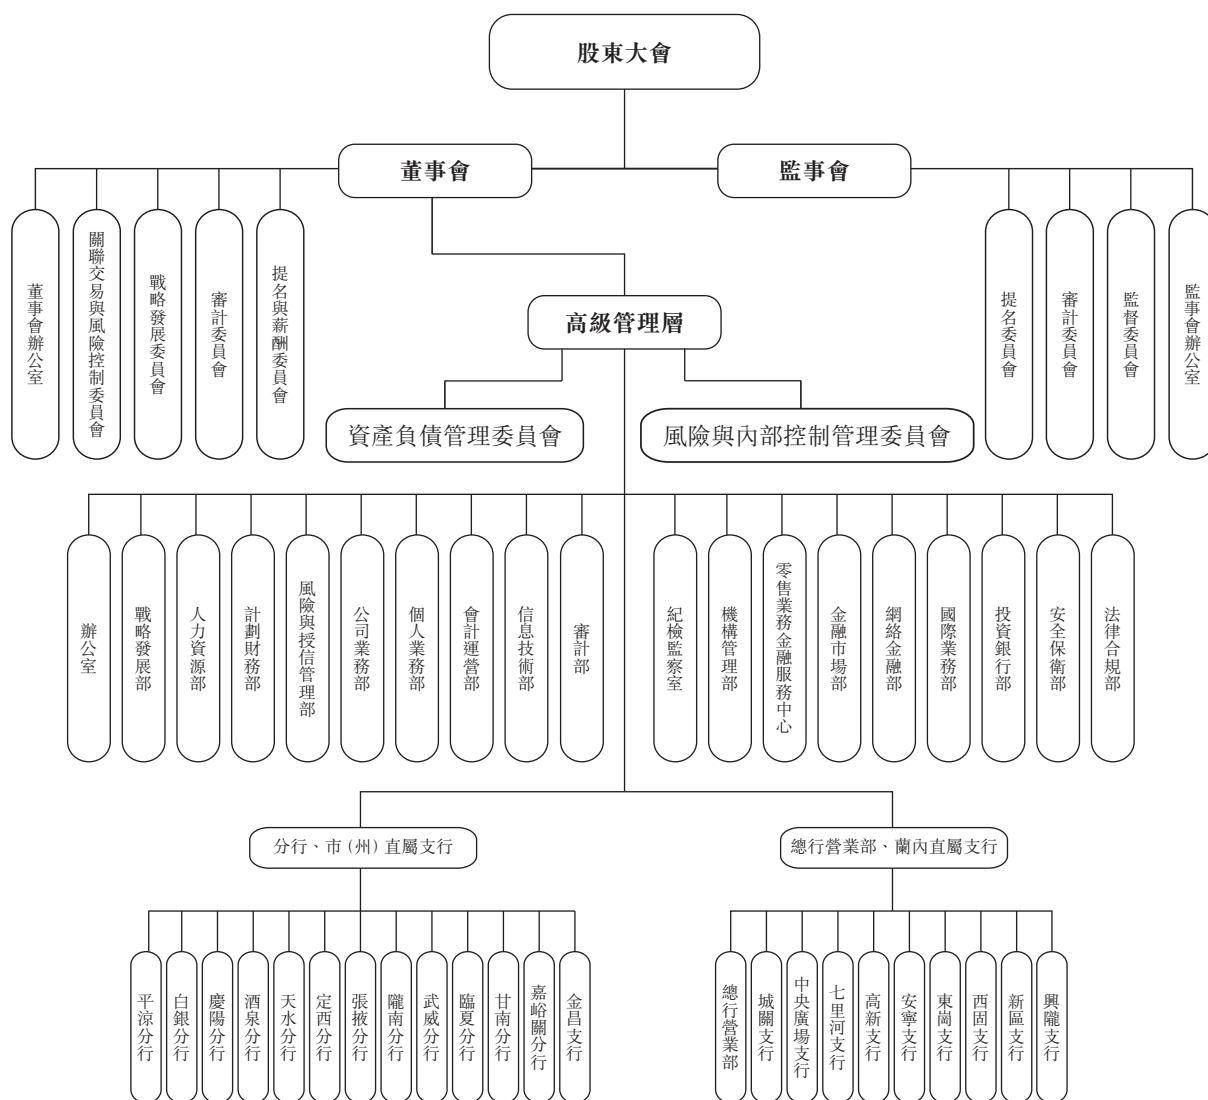 股東大會
董事會
監事會
董事會辦公室
關聯交易與風險控制委員會
戰略發展委員會
審計委員會
提名與薪酬委員會
提名委員會
審計委員會
監督委員會
監事會辦公室
高級管理層
資產負債管理委員會
風險與內部控制管理委員會
辦公室
戰略發展部
人力資源部
計劃財務部
風險與授信管理部
公司業務部
個人業務部
會計運營部
信息技術部
審計部
紀檢監察室
機構管理部
零售業務金融服務中心
金融市場部
網絡金融部
國際業務部
投資銀行部
安全保衛部
法律合規部
分行、市(州)直屬支行
總行營業部、蘭內直屬支行
平涼分行
白銀分行
慶陽分行
酒泉分行
天水分行
定西分行
張掖分行
隴南分行
武威分行
臨夏分行
甘南分行
嘉峪關分行
金昌支行
總行營業部
城關支行
中央廣場支行
七里河支行
高新支行
安寧支行
東崗支行
西固支行
新區支行
興隴支行